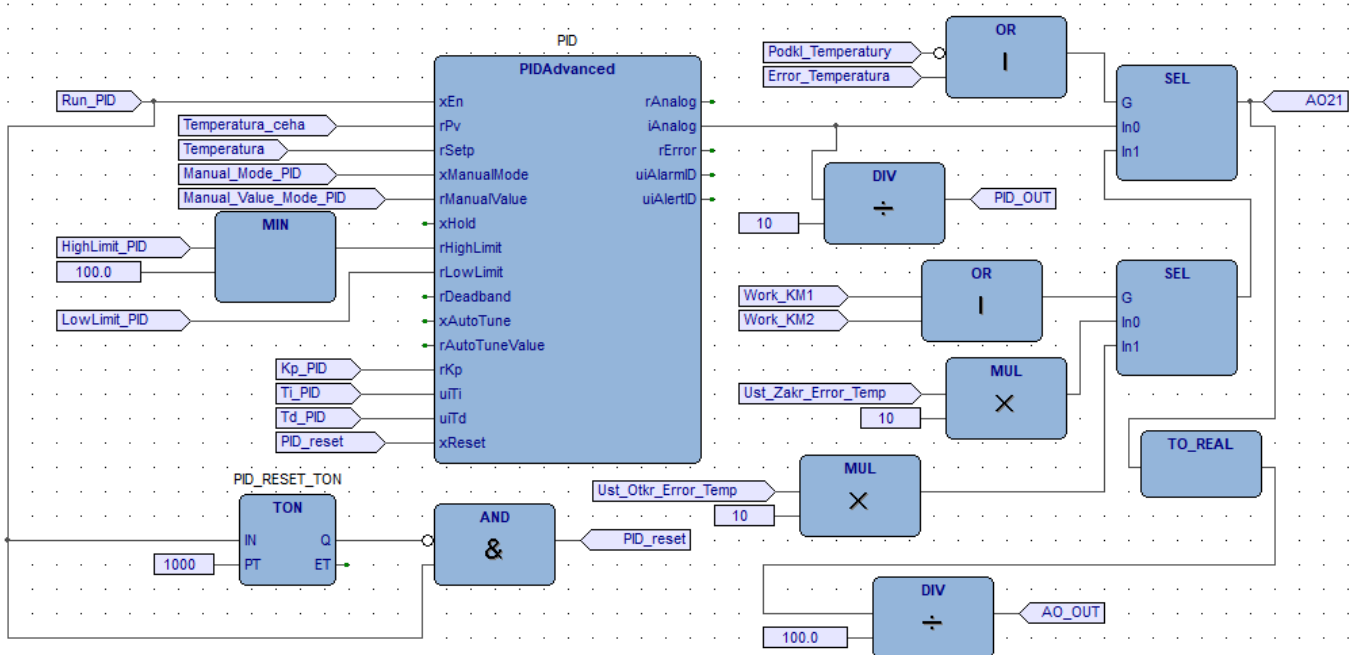 PID
PIDAdvanced
Run_PID
xEn
rAnalog
Temperatura_ceha
rPv
iAnalog
Temperatura
rSetp
rError
Manual_Mode_PID
xManualMode
uiAlarmID
Manual_Value_Mode_PID
rManualValue
uiAlertID
xHold
MIN
HighLimit_PID
100.0
rHighLimit
rLowLimit
LowLimit_PID
rDeadband
xAutoTune
rAutoTuneValue
Kp_PID
rKp
Ti_PID
uiTi
Td_PID
uiTd
PID_reset
xReset
PID_RESET_TON
TON
IN Q
1000
PT ET
AND
&
PID_reset
OR
|
Podkl_Temperatury
Error_Temperatura
SEL
G
In0
In1
AO21
DIV
÷
10
PID_OUT
OR
|
Work_KM1
Work_KM2
SEL
G
In0
In1
MUL
×
Ust_Zakr_Error_Temp
10
MUL
×
Ust_Otkr_Error_Temp
10
TO_REAL
DIV
÷
100.0
AO_OUT